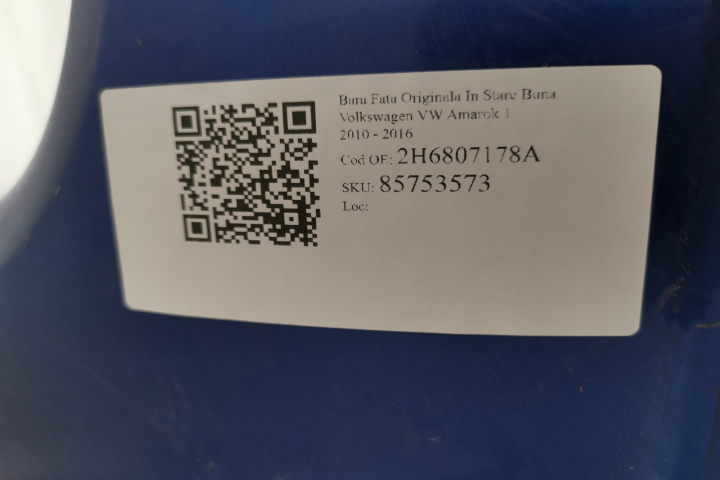 Bara Fata Originala In Stare Buna
Volkswagen VW Amarok 1
2010 - 2016
Cod OE: 2H6807178A
SKU: 85753573
Loc: